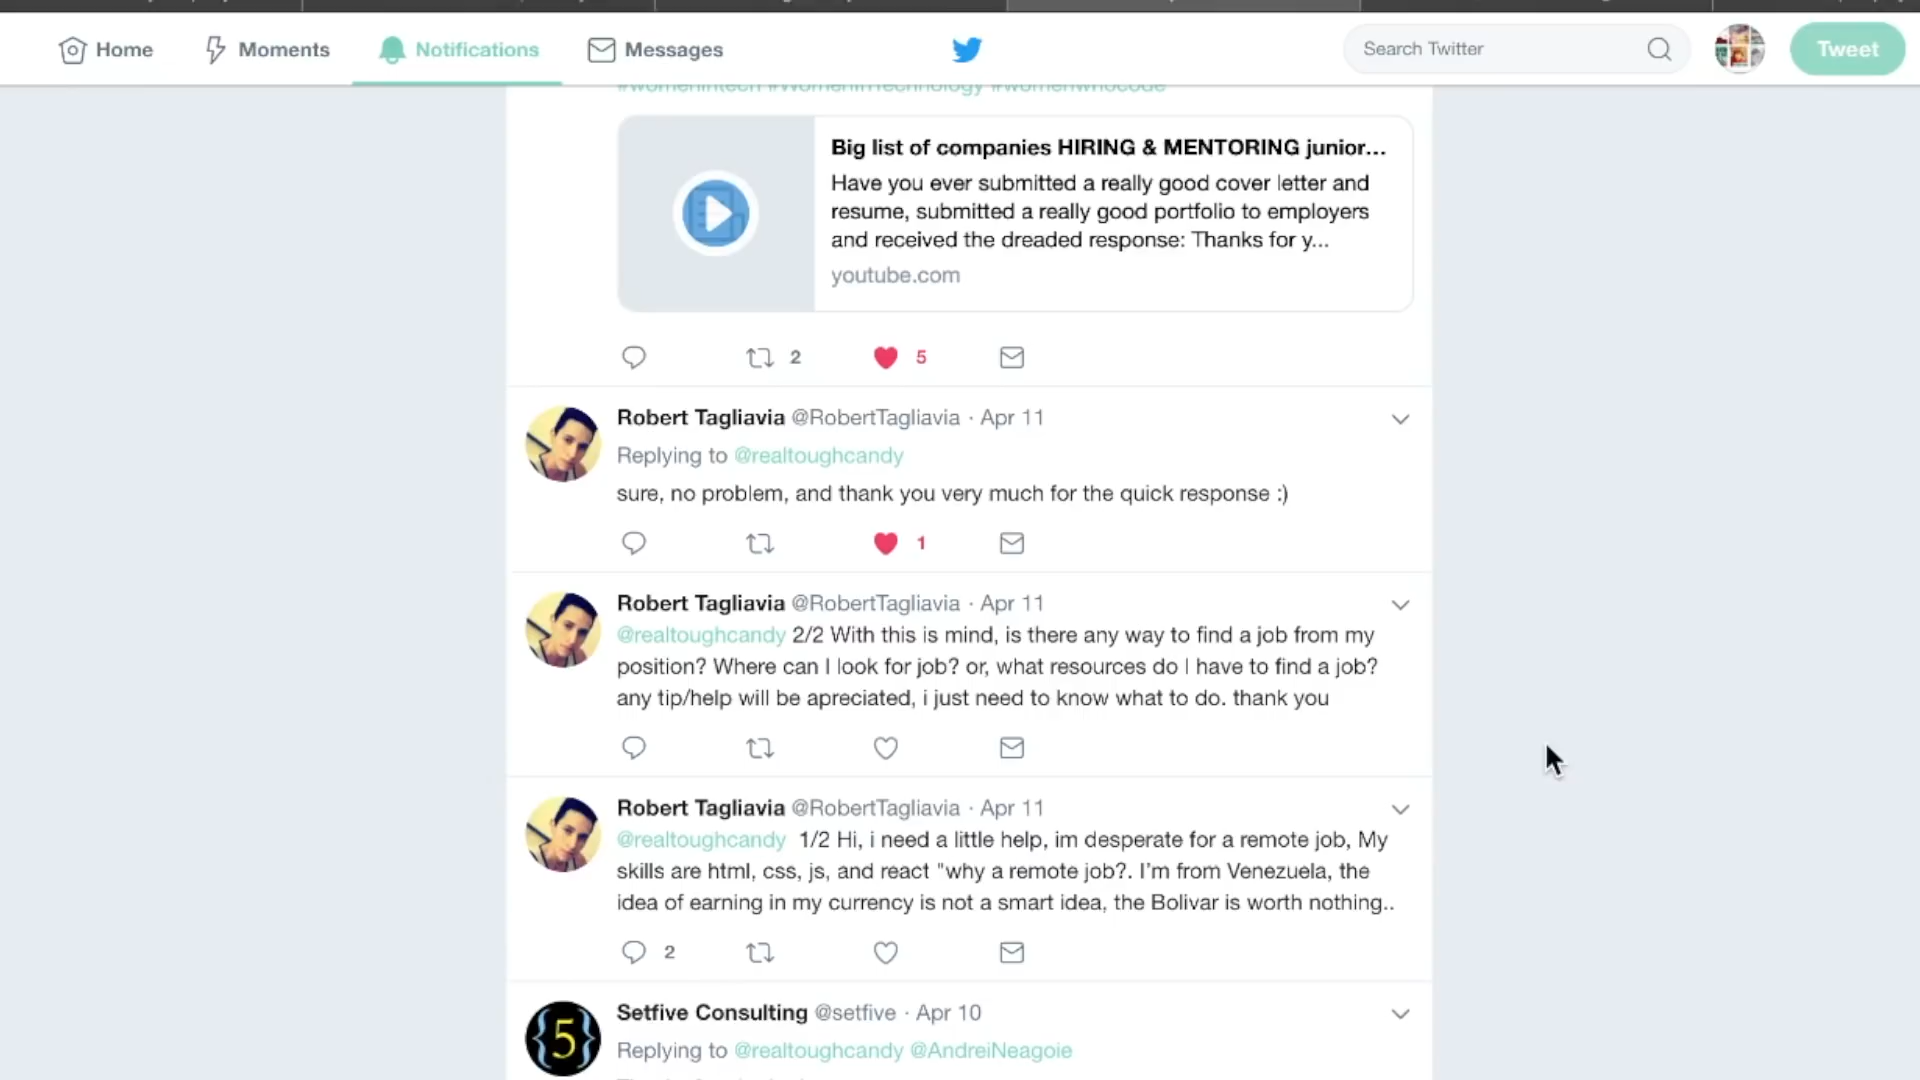 Home Moments Notifications Messages Search Twitter Tweet
#womenintech #WomenInTechnology #womenwhocode
Big list of companies HIRING & MENTORING junior...
Have you ever submitted a really good cover letter and
resume, submitted a really good portfolio to employers
and received the dreaded response: Thanks for y...
youtube.com
2 5
Robert Tagliavia @RobertTagliavia · Apr 11
Replying to @realtoughcandy
sure, no problem, and thank you very much for the quick response :)
1
Robert Tagliavia @RobertTagliavia · Apr 11
@realtoughcandy 2/2 With this is mind, is there any way to find a job from my
position? Where can I look for job? or, what resources do I have to find a job?
any tip/help will be apreciated, i just need to know what to do. thank you
Robert Tagliavia @RobertTagliavia · Apr 11
@realtoughcandy 1/2 Hi, i need a little help, im desperate for a remote job, My
skills are html, css, js, and react "why a remote job?. I'm from Venezuela, the
idea of earning in my currency is not a smart idea, the Bolivar is worth nothing..
2
{5} Setfive Consulting @setfive · Apr 10
Replying to @realtoughcandy @AndreiNeagoie